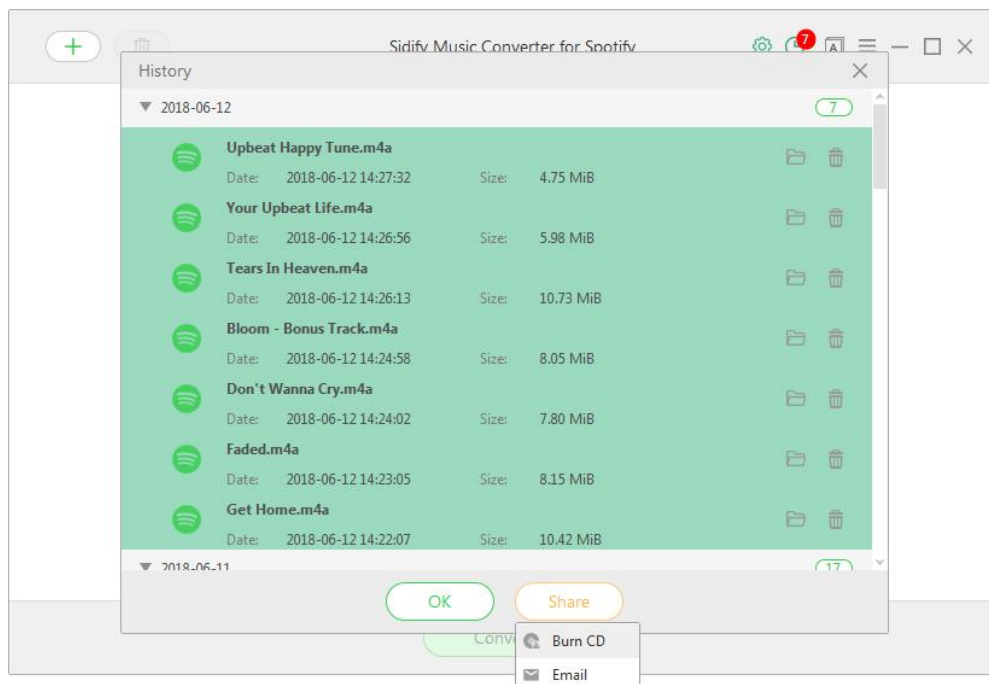 Sidify Music Converter for Spotify
7
A
History
2018-06-12
7
Upbeat Happy Tune.m4a
Date: 2018-06-12 14:27:32 Size: 4.75 MiB
Your Upbeat Life.m4a
Date: 2018-06-12 14:26:56 Size: 5.98 MiB
Tears In Heaven.m4a
Date: 2018-06-12 14:26:13 Size: 10.73 MiB
Bloom - Bonus Track.m4a
Date: 2018-06-12 14:24:58 Size: 8.05 MiB
Don't Wanna Cry.m4a
Date: 2018-06-12 14:24:02 Size: 7.80 MiB
Faded.m4a
Date: 2018-06-12 14:23:05 Size: 8.15 MiB
Get Home.m4a
Date: 2018-06-12 14:22:07 Size: 10.42 MiB
2018-06-11
17
OK
Share
Burn CD
Email